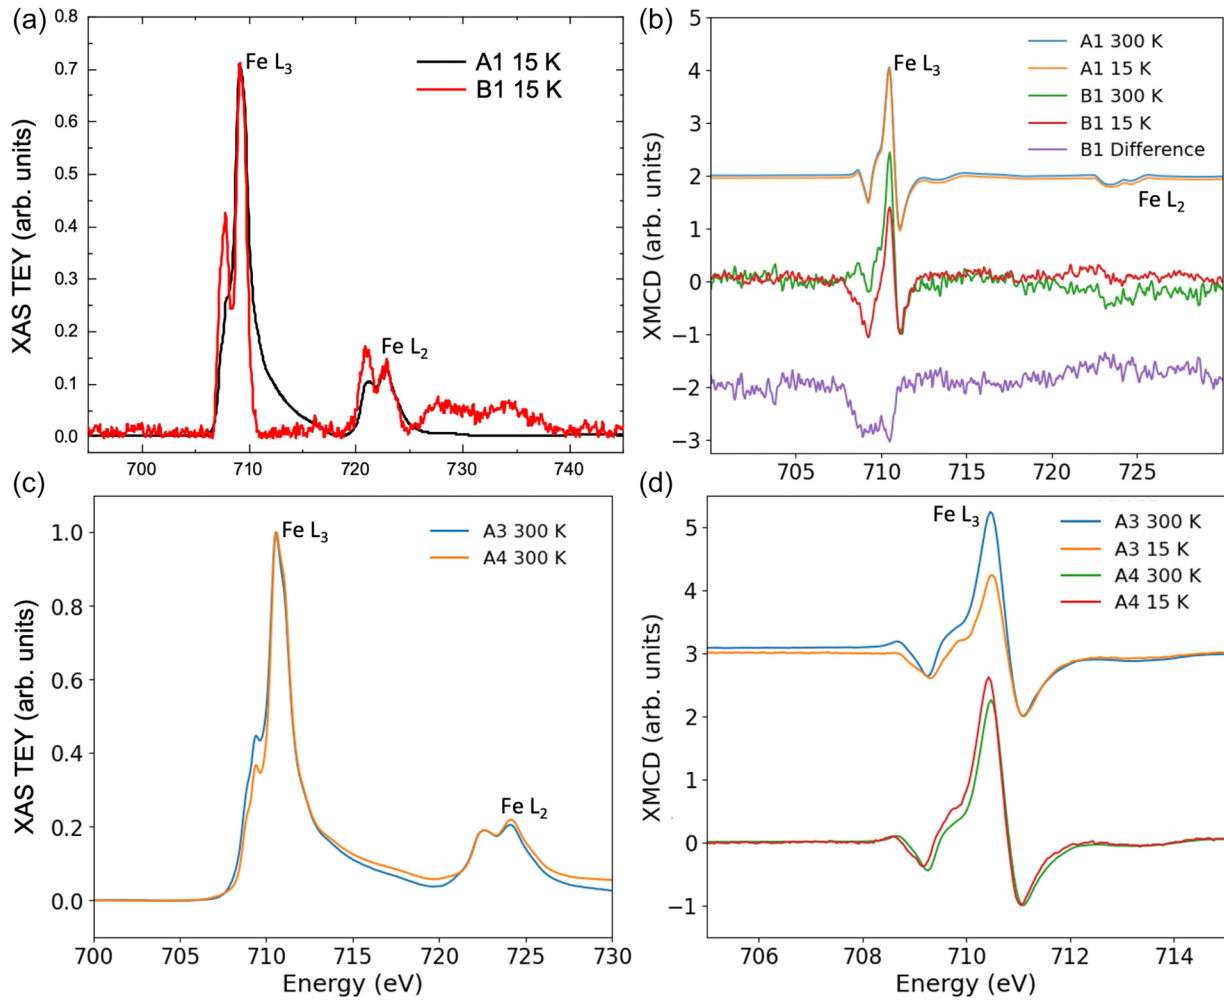 (a)
0.8
0.7
0.6
0.5
0.4
0.3
0.2
0.1
0.0
XAS TEY (arb. units)
Fe L3
A1 15 K
B1 15 K
Fe L2
700
710
720
730
740
(b)
5
4
3
2
1
0
−1
−2
−3
XMCD (arb. units)
Fe L3
A1 300 K
A1 15 K
B1 300 K
B1 15 K
B1 Difference
Fe L2
705
710
715
720
725
(c)
1.0
0.8
0.6
0.4
0.2
0.0
XAS TEY (arb. units)
Fe L3
A3 300 K
A4 300 K
Fe L2
700
705
710
715
720
725
730
Energy (eV)
(d)
5
4
3
2
1
0
−1
XMCD (arb. units)
Fe L3
A3 300 K
A3 15 K
A4 300 K
A4 15 K
706
708
710
712
714
Energy (eV)